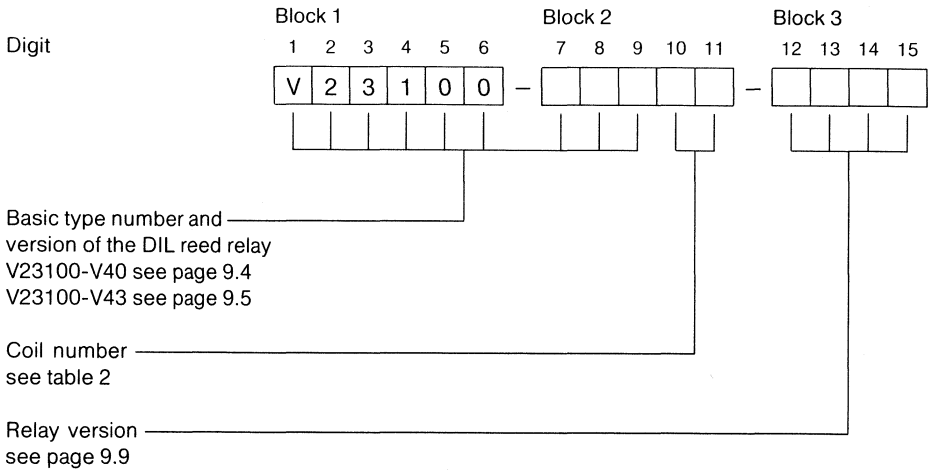 Block 1 Block 2 Block 3
Digit 1 2 3 4 5 6 7 8 9 10 11 12 13 14 15
V 2 3 1 0 0 – –
Basic type number and
version of the DIL reed relay
V23100-V40 see page 9.4
V23100-V43 see page 9.5
Coil number
see table 2
Relay version
see page 9.9